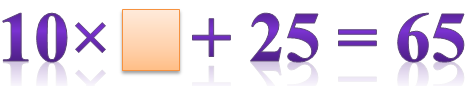 10× □ + 25 = 65